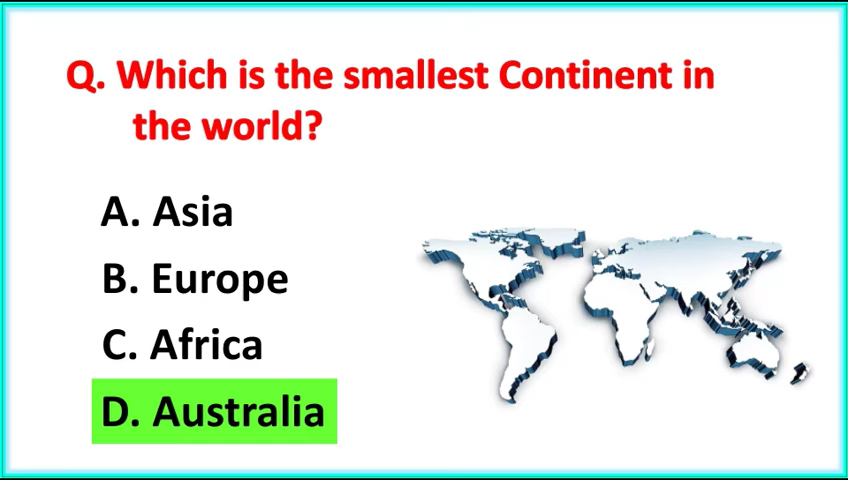 Q. Which is the smallest Continent in
the world?
A. Asia
B. Europe
C. Africa
D. Australia